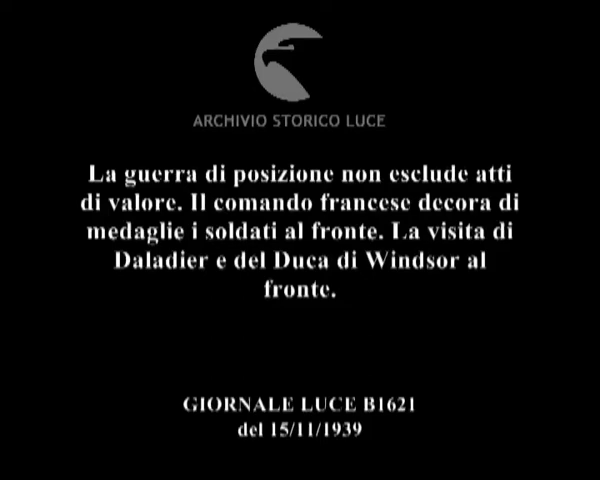 ARCHIVIO STORICO LUCE
La guerra di posizione non esclude atti
di valore. Il comando francese decora di
medaglie i soldati al fronte. La visita di
Daladier e del Duca di Windsor al
fronte.
GIORNALE LUCE B1621
del 15/11/1939